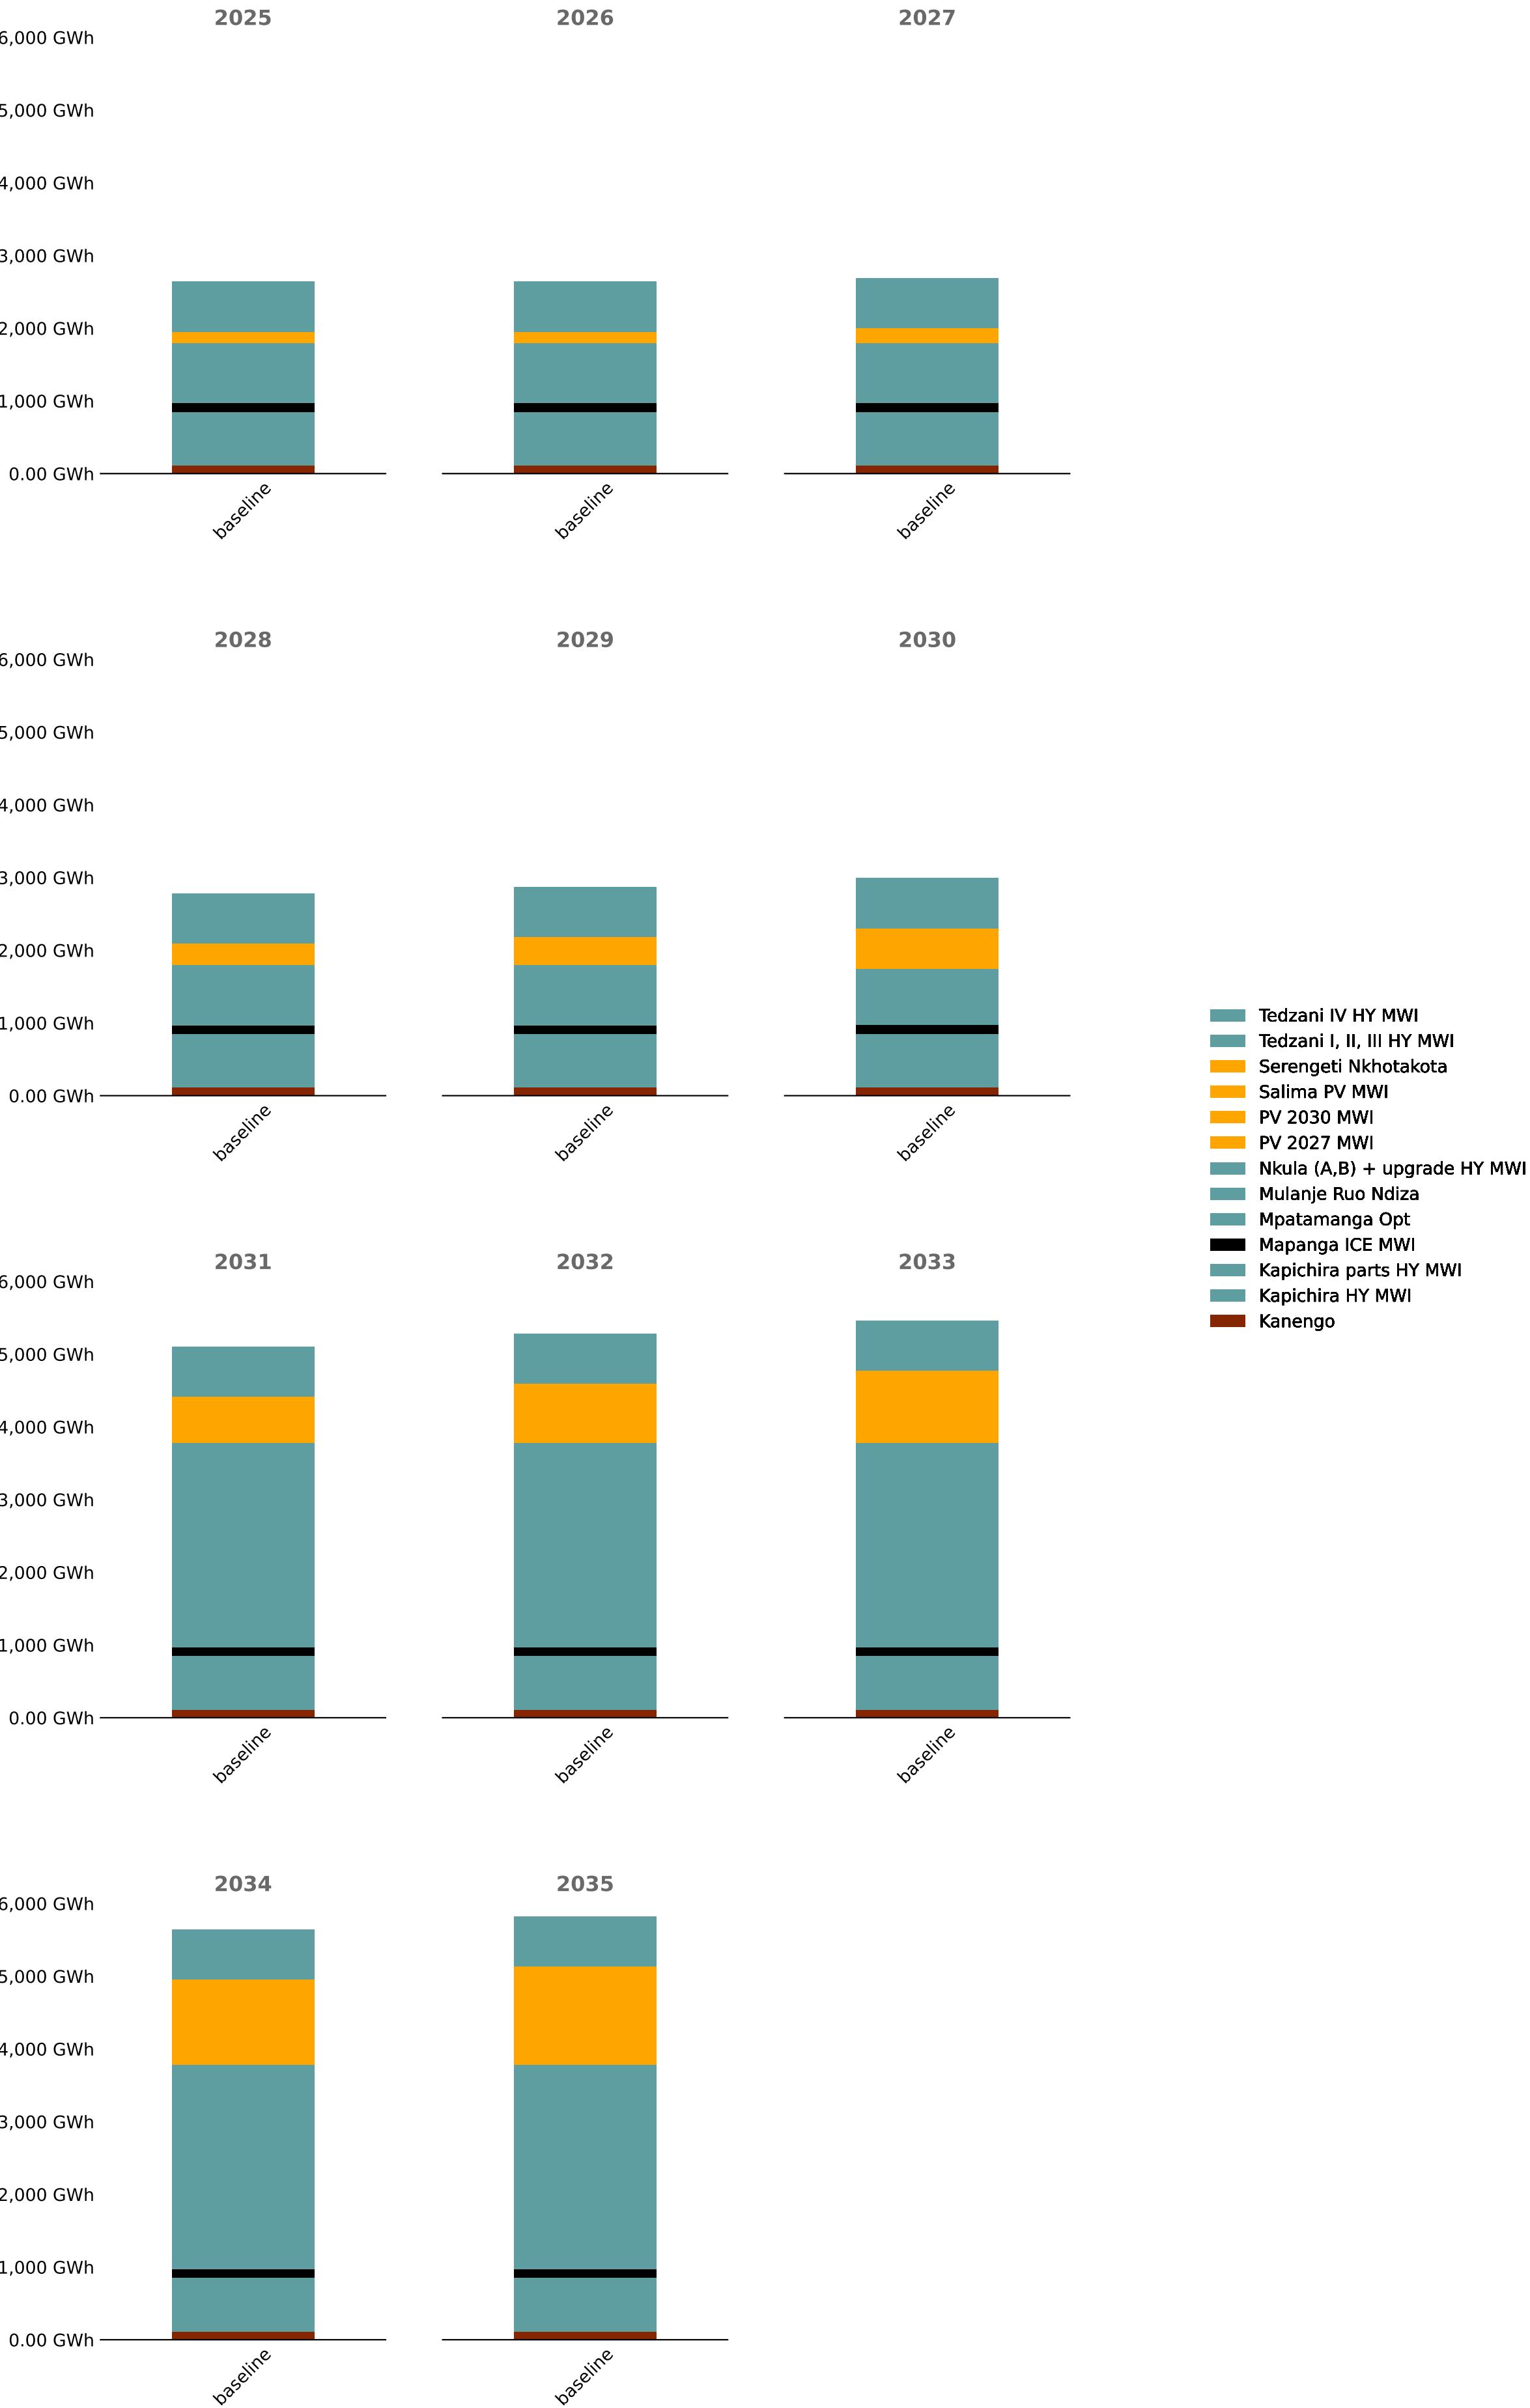 2025 2026 2027
6,000 GWh
5,000 GWh
4,000 GWh
3,000 GWh
2,000 GWh
1,000 GWh
0.00 GWh
baseline baseline baseline
2028 2029 2030
6,000 GWh
5,000 GWh
4,000 GWh
3,000 GWh
2,000 GWh
1,000 GWh
0.00 GWh
baseline baseline baseline
Tedzani IV HY MWI
Tedzani I, II, III HY MWI
Serengeti Nkhotakota
Salima PV MWI
PV 2030 MWI
PV 2027 MWI
Nkula (A,B) + upgrade HY MWI
Mulanje Ruo Ndiza
Mpatamanga Opt
Mapanga ICE MWI
Kapichira parts HY MWI
Kapichira HY MWI
Kanengo
2031 2032 2033
6,000 GWh
5,000 GWh
4,000 GWh
3,000 GWh
2,000 GWh
1,000 GWh
0.00 GWh
baseline baseline baseline
2034 2035
6,000 GWh
5,000 GWh
4,000 GWh
3,000 GWh
2,000 GWh
1,000 GWh
0.00 GWh
baseline baseline